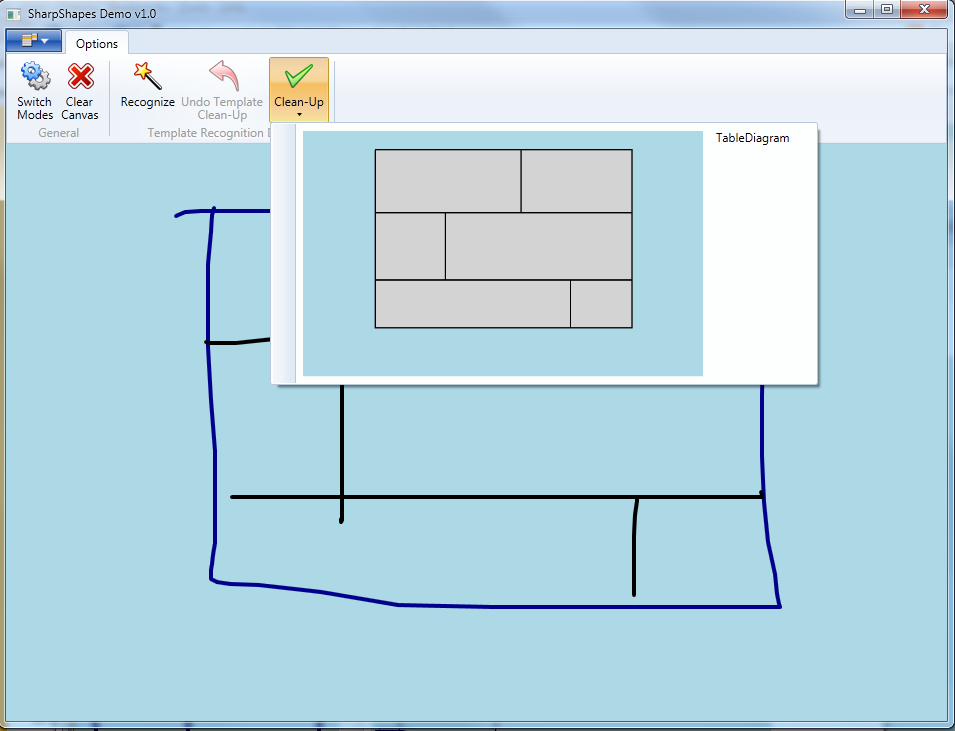 SharpShapes Demo v1.0
Options
Switch Modes
Clear Canvas
Recognize
Undo Template Clean-Up
Clean-Up
General
Template Recognition
TableDiagram